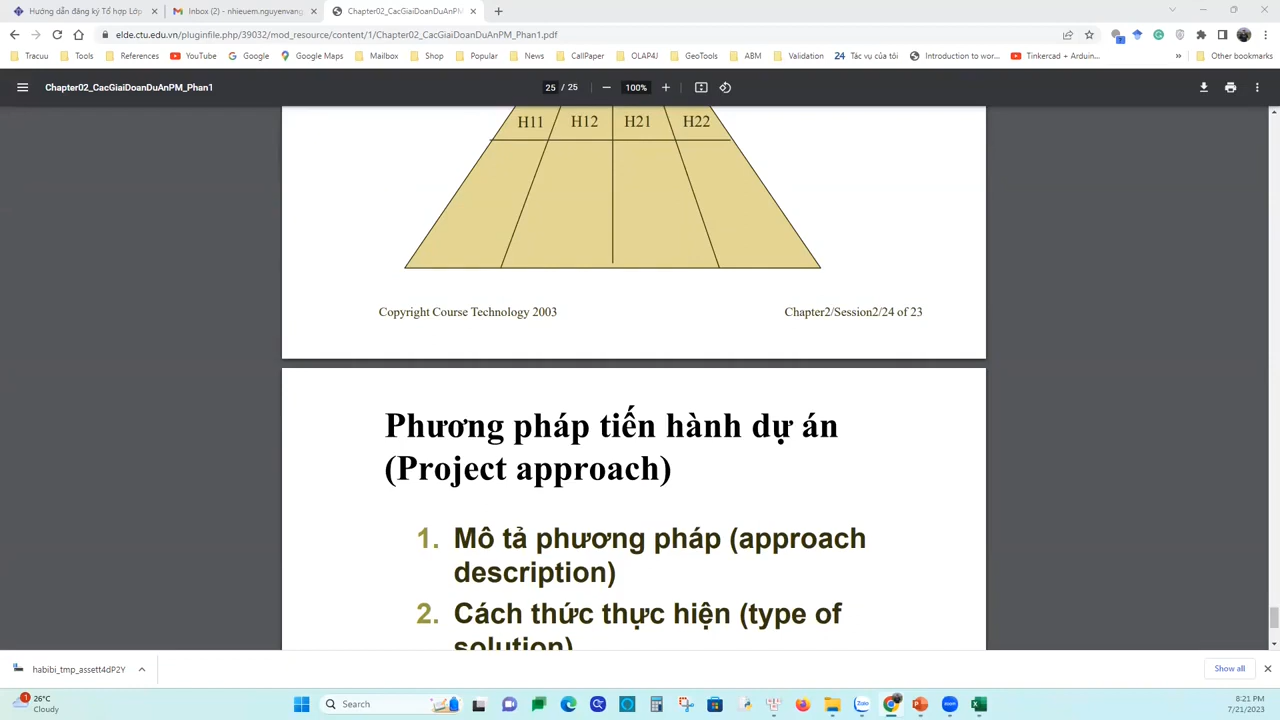 Hướng dẫn đăng ký Tổ hợp Lớp
Inbox (2) - nhieuem.nguyenvang
Chapter02_CacGiaiDoanDuAnPM
elde.ctu.edu.vn/pluginfile.php/39032/mod_resource/content/1/Chapter02_CacGiaiDoanDuAnPM_Phan1.pdf
Tracuu
Tools
References
YouTube
Google
Google Maps
Mailbox
Shop
Popular
News
CallPaper
OLAP4J
GeoTools
ABM
Validation
24 Tác vụ của tôi
Introduction to wor...
Tinkercad + Arduin...
»
Other bookmarks
Chapter02_CacGiaiDoanDuAnPM_Phan1
25 / 25
100%
H11 H12 H21 H22
Copyright Course Technology 2003
Chapter2/Session2/24 of 23
Phương pháp tiến hành dự án
(Project approach)
1. Mô tả phương pháp (approach
description)
2. Cách thức thực hiện (type of
solution)
habibi_tmp_assett4dP2Y
Show all
26°C
Cloudy
Search
Zalo
zoom
8:21 PM
7/21/2023